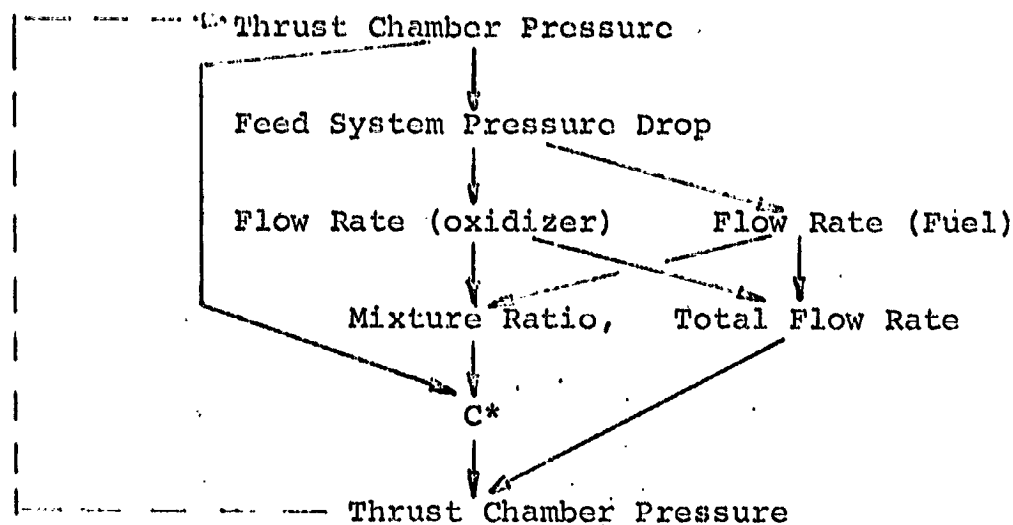 Thrust Chamber Pressure
Feed System Pressure Drop
Flow Rate (oxidizer) Flow Rate (Fuel)
Mixture Ratio, Total Flow Rate
C*
Thrust Chamber Pressure